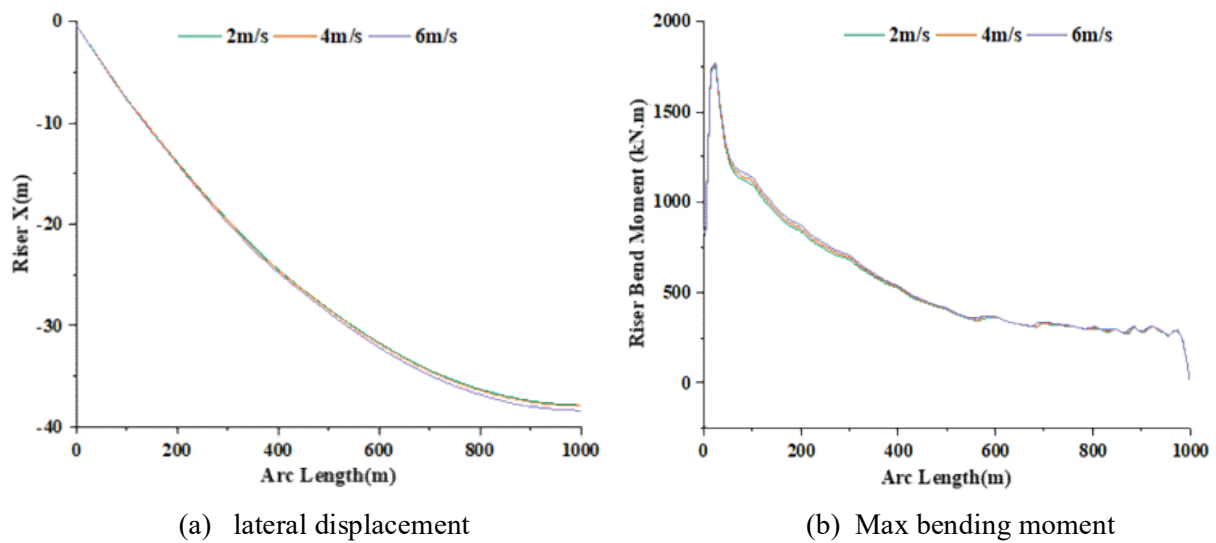 0
-10
-20
-30
-40
Riser X(m)
2m/s 4m/s 6m/s
0 200 400 600 800 1000
Arc Length(m)
(a) lateral displacement
2000
1500
1000
500
0
Riser Bend Moment (kN.m)
2m/s 4m/s 6m/s
0 200 400 600 800 1000
Arc Length(m)
(b) Max bending moment